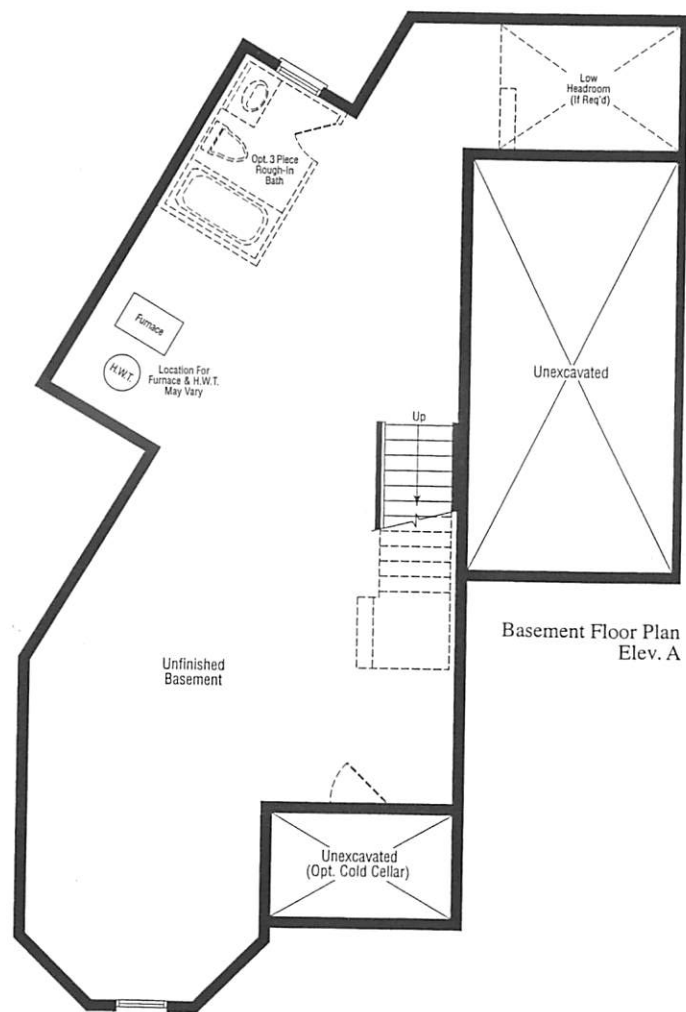 Low
Headroom
(If Req'd)
Opt. 3 Piece
Rough-In
Bath
Furnace
H.W.T.
Location For
Furnace & H.W.T.
May Vary
Unexcavated
Up
Basement Floor Plan
Elev. A
Unfinished
Basement
Unexcavated
(Opt. Cold Cellar)